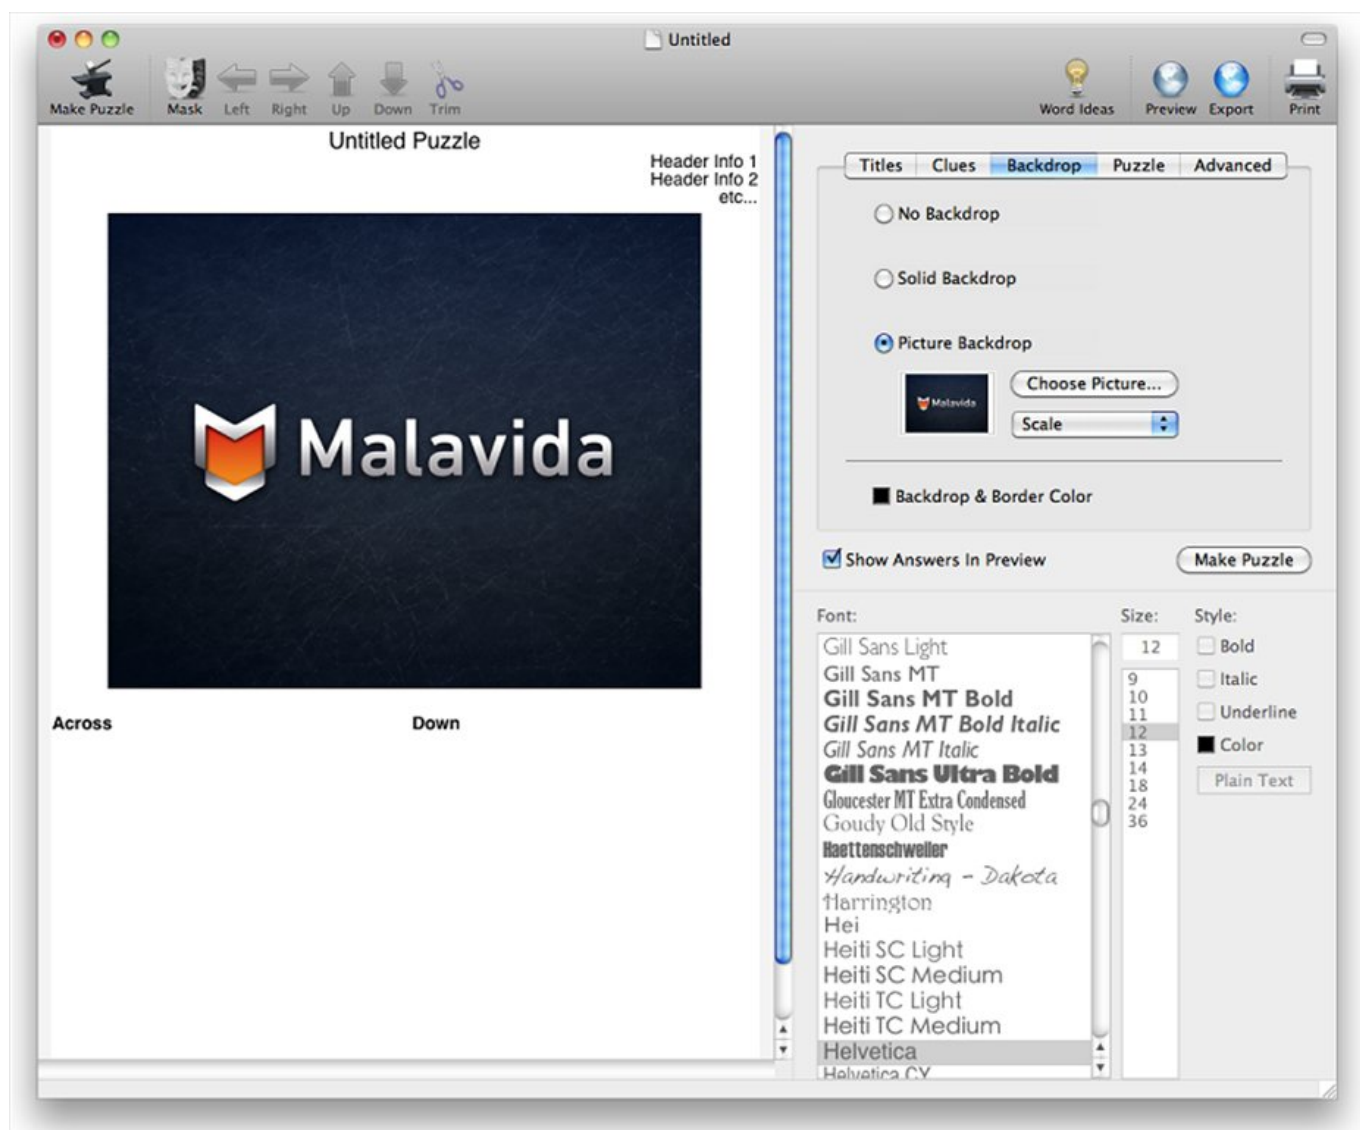 Untitled
Make Puzzle
Mask
Left
Right
Up
Down
Trim
Word Ideas
Preview
Export
Print
Untitled Puzzle
Header Info 1
Header Info 2
etc...
Malavida
Across
Down
Titles
Clues
Backdrop
Puzzle
Advanced
No Backdrop
Solid Backdrop
Picture Backdrop
Malavida
Choose Picture...
Scale
Backdrop & Border Color
Show Answers In Preview
Make Puzzle
Font:
Gill Sans Light
Gill Sans MT
Gill Sans MT Bold
Gill Sans MT Bold Italic
Gill Sans MT Italic
Gill Sans Ultra Bold
Gloucester MT Extra Condensed
Goudy Old Style
Haettenschweiler
Handwriting - Dakota
Harrington
Hei
Heiti SC Light
Heiti SC Medium
Heiti TC Light
Heiti TC Medium
Helvetica
Helvetica CY
Size:
12
9
10
11
12
13
14
18
24
36
Style:
Bold
Italic
Underline
Color
Plain Text